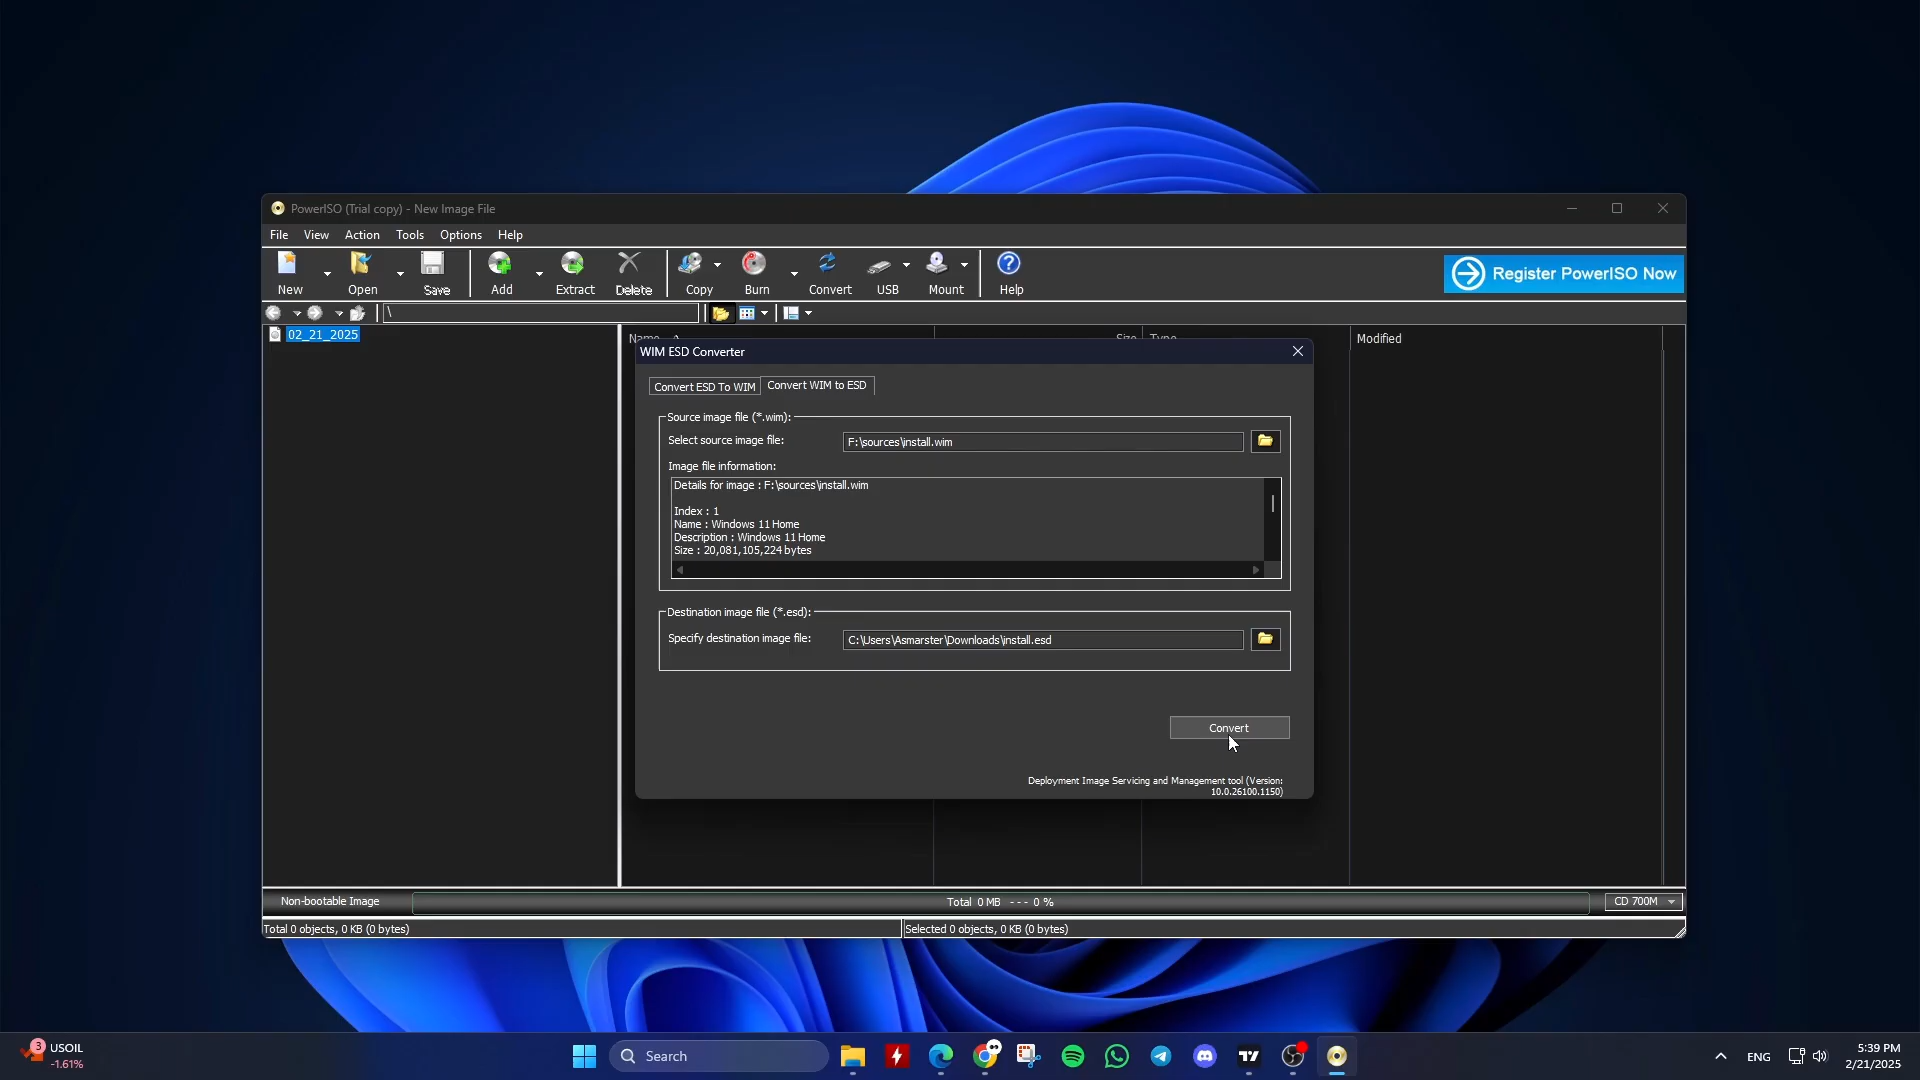 PowerISO (Trial copy) - New Image File
File View Action Tools Options Help
New Open Save Add Extract Delete Copy Burn Convert USB Mount Help
Register PowerISO Now
\
02_21_2025
Name Size Type Modified
WIM ESD Converter
Convert ESD To WIM Convert WIM to ESD
Source image file (*.wim):
Select source image file: F:\sources\install.wim
Image file information:
Details for image : F:\sources\install.wim
Index : 1
Name : Windows 11 Home
Description : Windows 11 Home
Size : 20,081,105,224 bytes
Destination image file (*.esd):
Specify destination image file: C:\Users\Asmarster\Downloads\install.esd
Convert
Deployment Image Servicing and Management tool (Version:
10.0.26100.1150)
Non-bootable Image Total 0 MB --- 0 % CD 700M
Total 0 objects, 0 KB (0 bytes) Selected 0 objects, 0 KB (0 bytes)
3 USOIL
-1.61%
Search
ENG
5:39 PM
2/21/2025